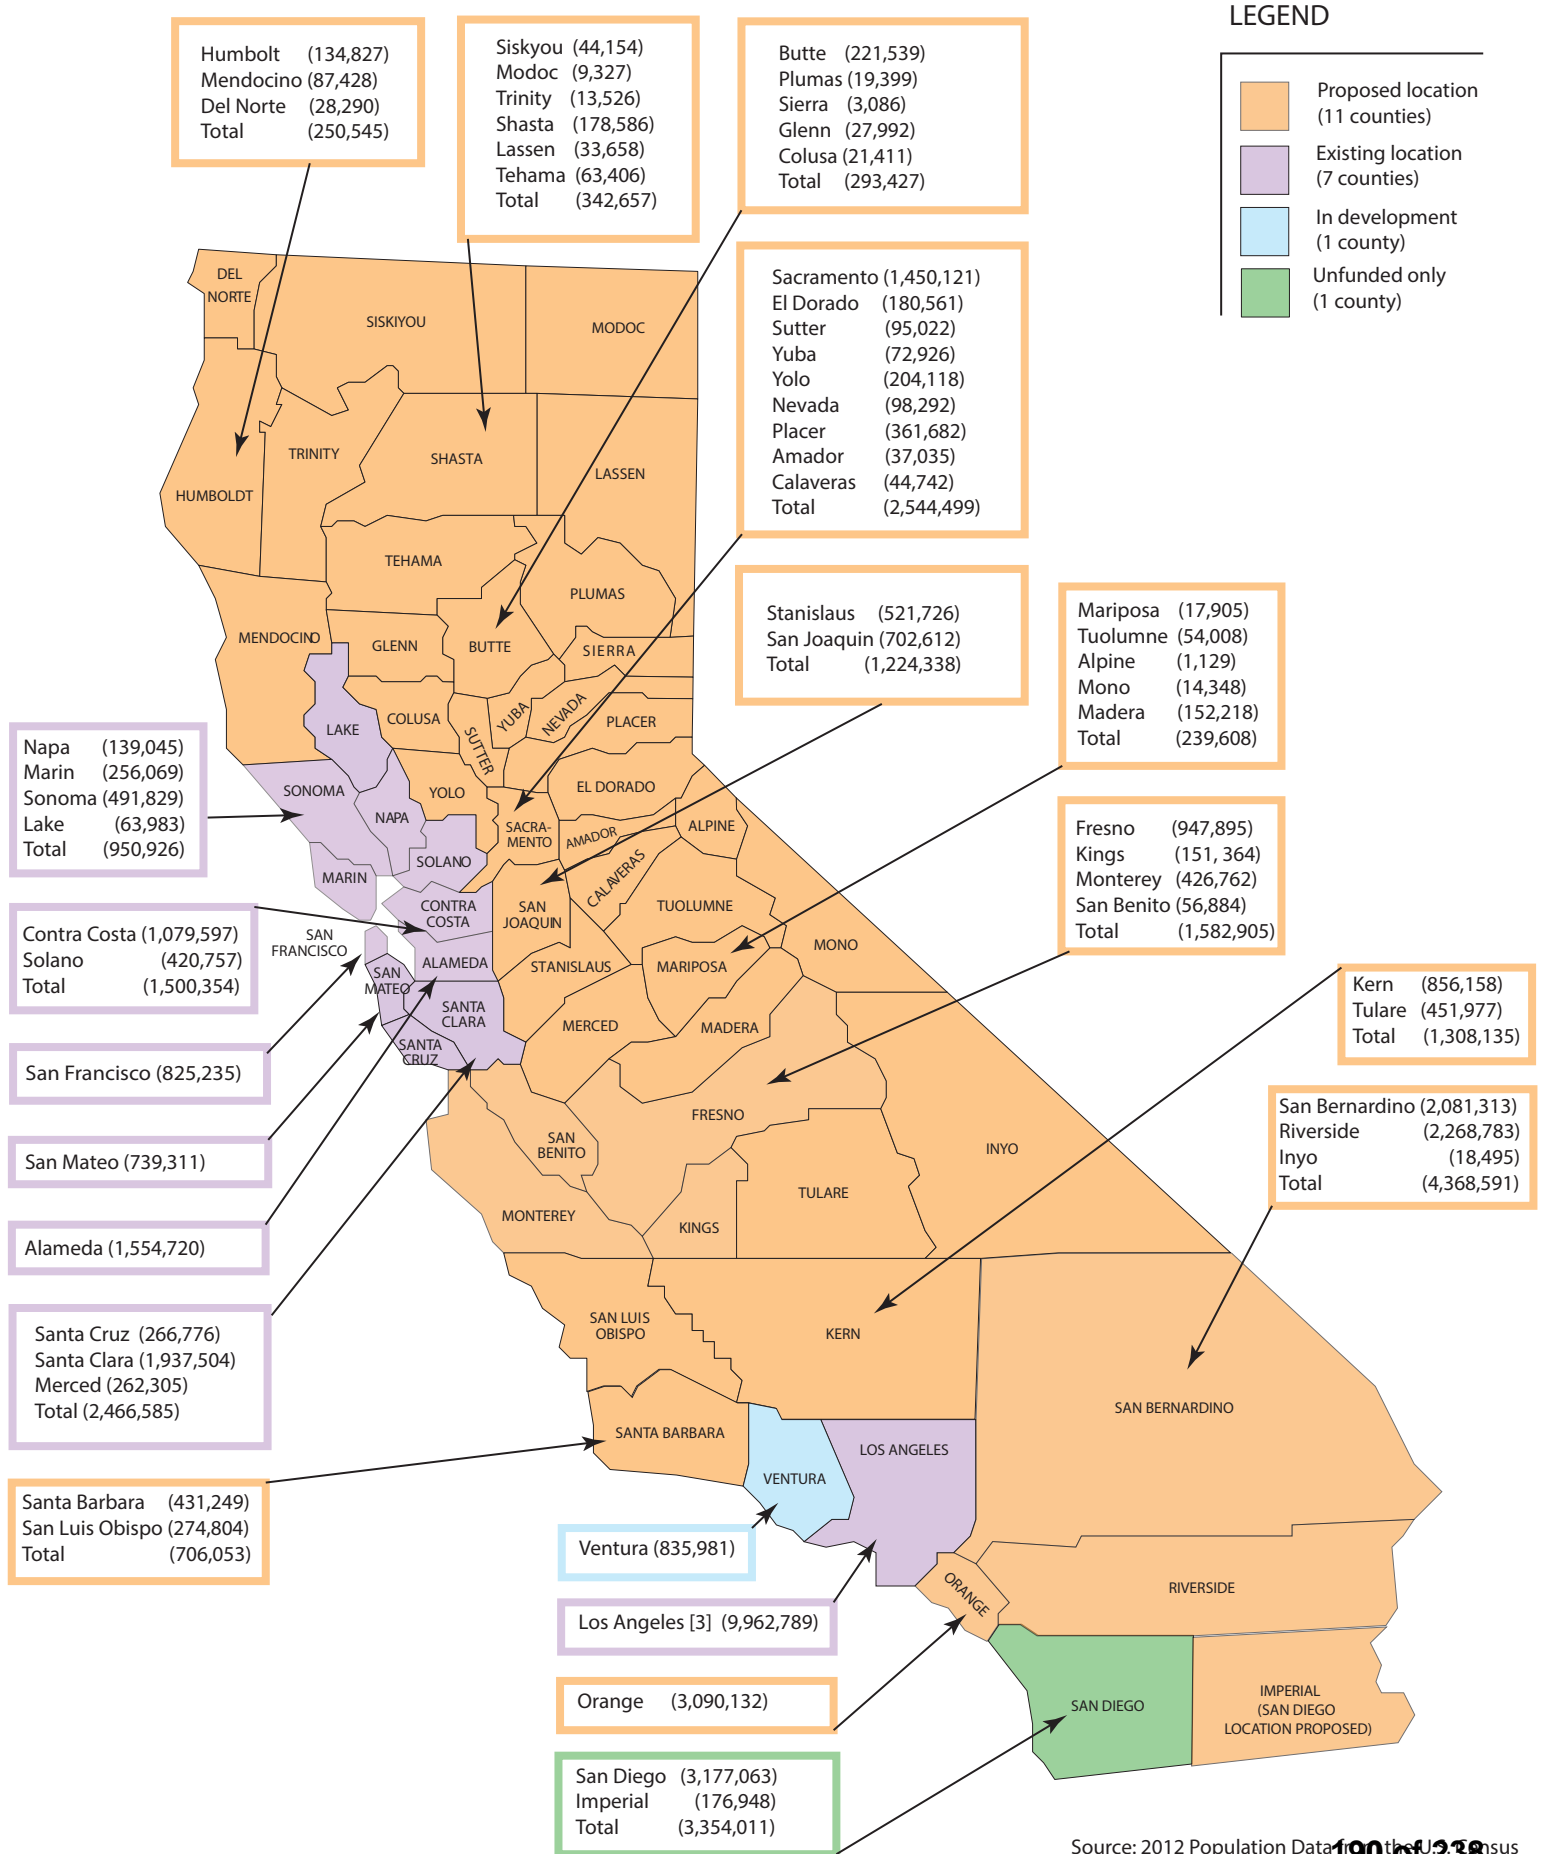 LEGEND
Proposed location
(11 counties)
Existing location
(7 counties)
In development
(1 county)
Unfunded only
(1 county)
Humbolt (134,827)
Mendocino (87,428)
Del Norte (28,290)
Total (250,545)
Siskyou (44,154)
Modoc (9,327)
Trinity (13,526)
Shasta (178,586)
Lassen (33,658)
Tehama (63,406)
Total (342,657)
Butte (221,539)
Plumas (19,399)
Sierra (3,086)
Glenn (27,992)
Colusa (21,411)
Total (293,427)
Sacramento (1,450,121)
El Dorado (180,561)
Sutter (95,022)
Yuba (72,926)
Yolo (204,118)
Nevada (98,292)
Placer (361,682)
Amador (37,035)
Calaveras (44,742)
Total (2,544,499)
Stanislaus (521,726)
San Joaquin (702,612)
Total (1,224,338)
Mariposa (17,905)
Tuolumne (54,008)
Alpine (1,129)
Mono (14,348)
Madera (152,218)
Total (239,608)
Fresno (947,895)
Kings (151, 364)
Monterey (426,762)
San Benito (56,884)
Total (1,582,905)
Kern (856,158)
Tulare (451,977)
Total (1,308,135)
San Bernardino (2,081,313)
Riverside (2,268,783)
Inyo (18,495)
Total (4,368,591)
Napa (139,045)
Marin (256,069)
Sonoma (491,829)
Lake (63,983)
Total (950,926)
Contra Costa (1,079,597)
Solano (420,757)
Total (1,500,354)
San Francisco (825,235)
San Mateo (739,311)
Alameda (1,554,720)
Santa Cruz (266,776)
Santa Clara (1,937,504)
Merced (262,305)
Total (2,466,585)
Santa Barbara (431,249)
San Luis Obispo (274,804)
Total (706,053)
Ventura (835,981)
Los Angeles [3] (9,962,789)
Orange (3,090,132)
San Diego (3,177,063)
Imperial (176,948)
Total (3,354,011)
DEL
NORTE
SISKIYOU
MODOC
TRINITY
SHASTA
LASSEN
HUMBOLDT
TEHAMA
PLUMAS
MENDOCINO
GLENN
BUTTE
SIERRA
LAKE
COLUSA
SUTTER
YUBA
NEVADA
PLACER
SONOMA
NAPA
YOLO
EL DORADO
SACRA-
MENTO
AMADOR
ALPINE
SOLANO
MARIN
CALAVERAS
CONTRA
COSTA
SAN
JOAQUIN
TUOLUMNE
MONO
SAN
FRANCISCO
ALAMEDA
STANISLAUS
MARIPOSA
SAN
MATEO
SANTA
CLARA
MERCED
MADERA
SANTA
CRUZ
FRESNO
SAN
BENITO
INYO
TULARE
MONTEREY
KINGS
SAN LUIS
OBISPO
KERN
SAN BERNARDINO
SANTA BARBARA
VENTURA
LOS ANGELES
ORANGE
RIVERSIDE
SAN DIEGO
IMPERIAL
(SAN DIEGO
LOCATION PROPOSED)
Source: 2012 Population Data from the U.S. Census
190 of 238